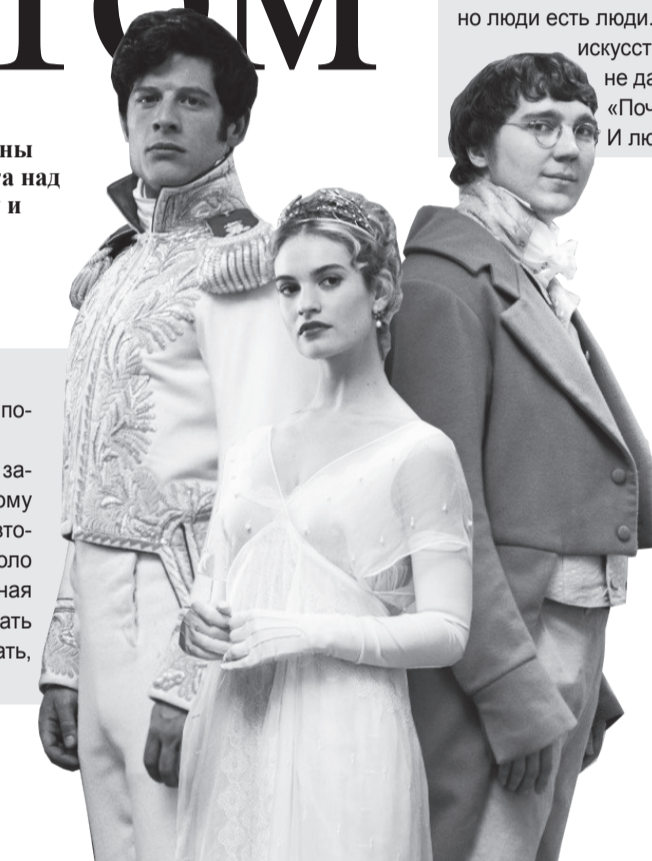 ТОМ
но люди есть люди.
искусст
не да
«Поч
И лю
ны
та над
и
по-
за-
ому
вто-
оло
ная
ать
ать,